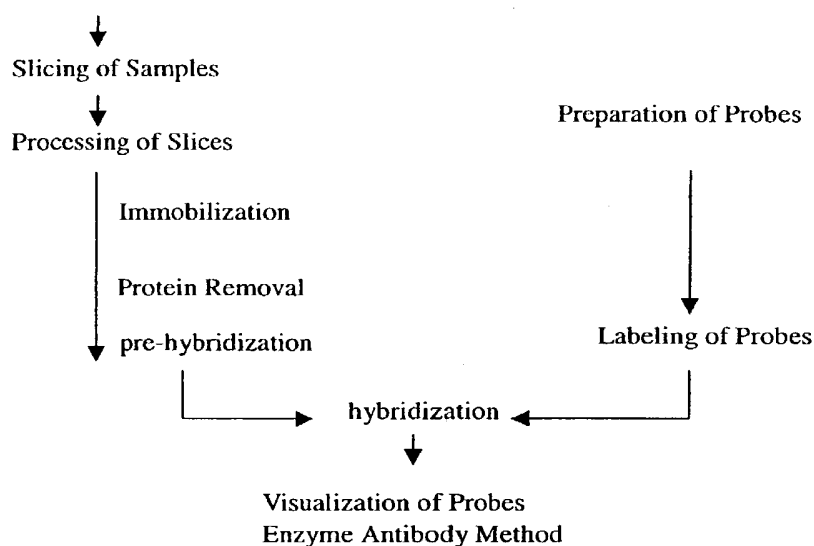 Slicing of Samples
Processing of Slices
Immobilization
Protein Removal
pre-hybridization
Preparation of Probes
Labeling of Probes
hybridization
Visualization of Probes
Enzyme Antibody Method